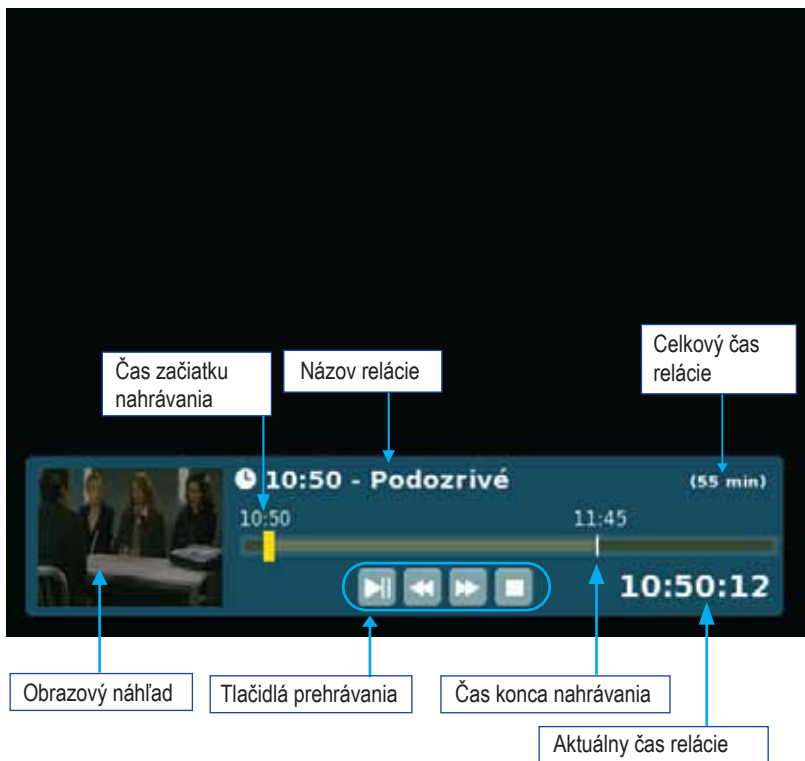 Celkový čas
relácie
Čas začiatku
nahrávania
Názov relácie
10:50 - Podozrivé
(55 min)
10:50
11:45
10:50:12
Obrazový náhľad
Tlačidlá prehrávania
Čas konca nahrávania
Aktuálny čas relácie